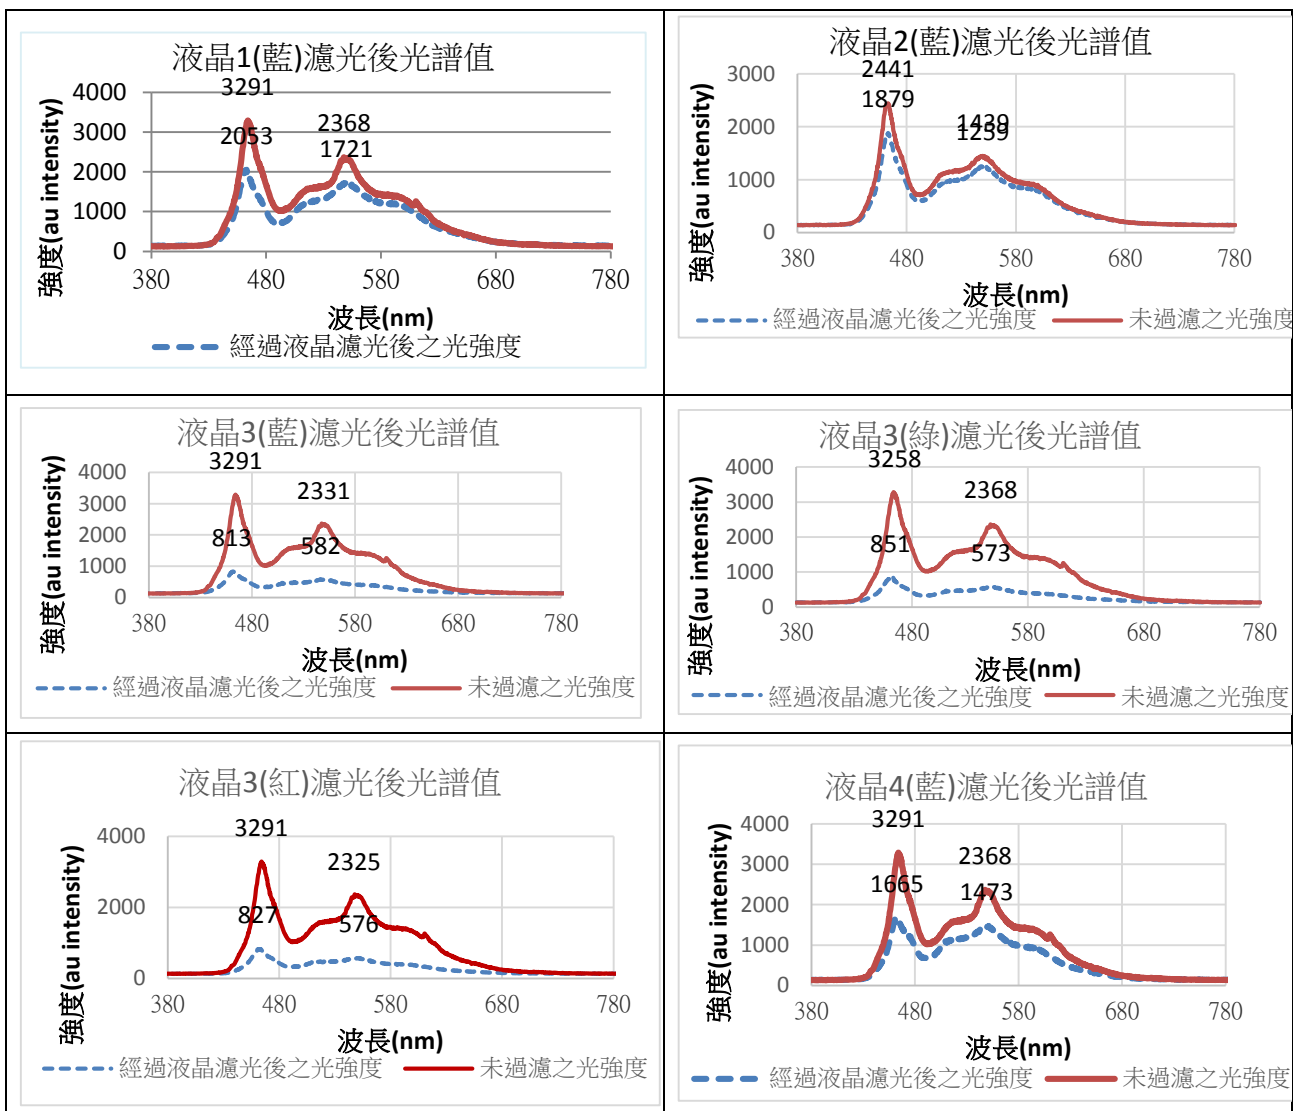 液晶1(藍)濾光後光譜值
3291
2053
2368
1721
4000
3000
2000
1000
0
380 480 580 680 780
強度(au intensity)
波長(nm)
經過液晶濾光後之光強度
液晶2(藍)濾光後光譜值
2441
1879
1439
1259
3000
2000
1000
0
380 480 580 680 780
強度(au intensity)
波長(nm)
經過液晶濾光後之光強度 未過濾之光強度
液晶3(藍)濾光後光譜值
3291
813
2331
582
4000
3000
2000
1000
0
380 480 580 680 780
強度(au intensity)
波長(nm)
經過液晶濾光後之光強度 未過濾之光強度
液晶3(綠)濾光後光譜值
3258
851
2368
573
4000
3000
2000
1000
0
380 480 580 680 780
強度(au intensity)
波長(nm)
經過液晶濾光後之光強度 未過濾之光強度
液晶3(紅)濾光後光譜值
3291
827
2325
576
4000
2000
0
380 480 580 680 780
強度(au intensity)
波長(nm)
經過液晶濾光後之光強度 未過濾之光強度
液晶4(藍)濾光後光譜值
3291
1665
2368
1473
4000
3000
2000
1000
0
380 480 580 680 780
強度(au intensity)
波長(nm)
經過液晶濾光後之光強度 未過濾之光強度